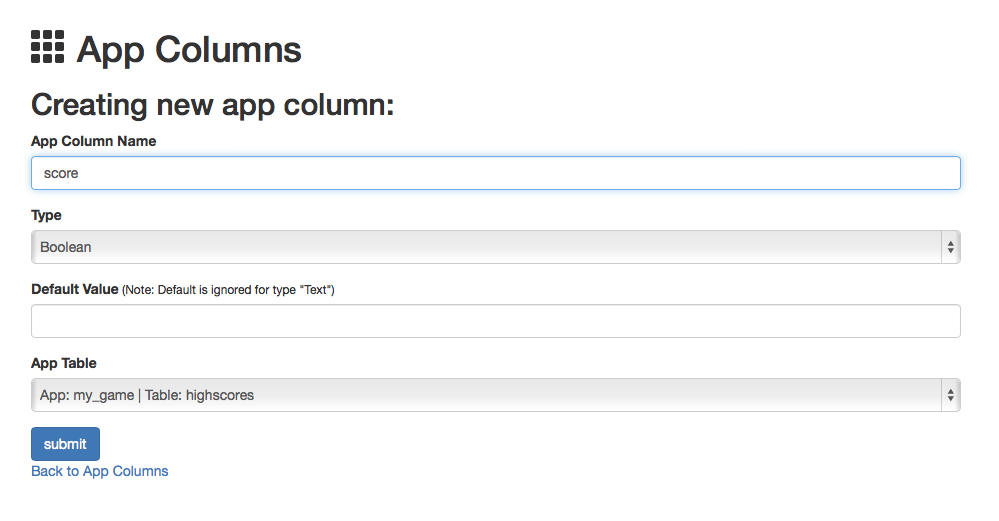 App Columns
Creating new app column:
App Column Name
score
Type
Boolean
Default Value (Note: Default is ignored for type "Text")
App Table
App: my_game | Table: highscores
submit
Back to App Columns